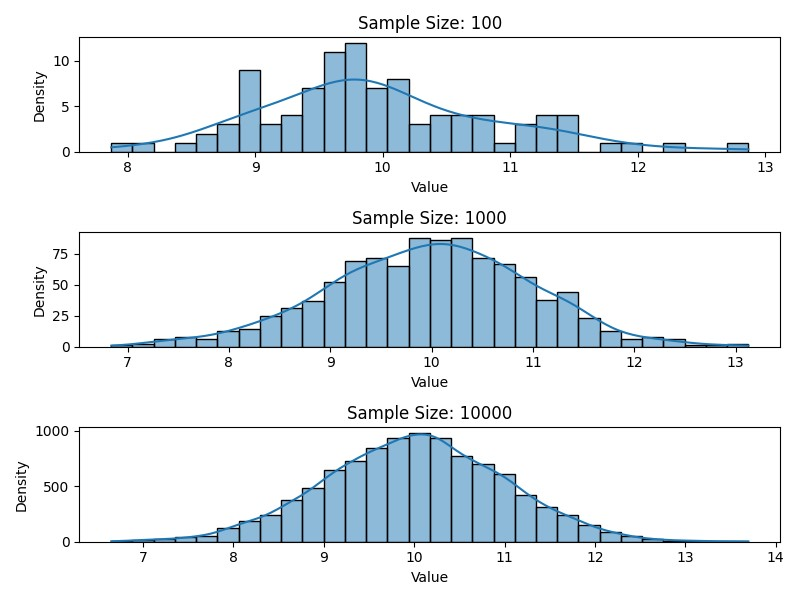 Sample Size: 100
10
5
0
Density
8 9 10 11 12 13
Value
Sample Size: 1000
75
50
25
0
Density
7 8 9 10 11 12 13
Value
Sample Size: 10000
1000
500
0
Density
7 8 9 10 11 12 13 14
Value